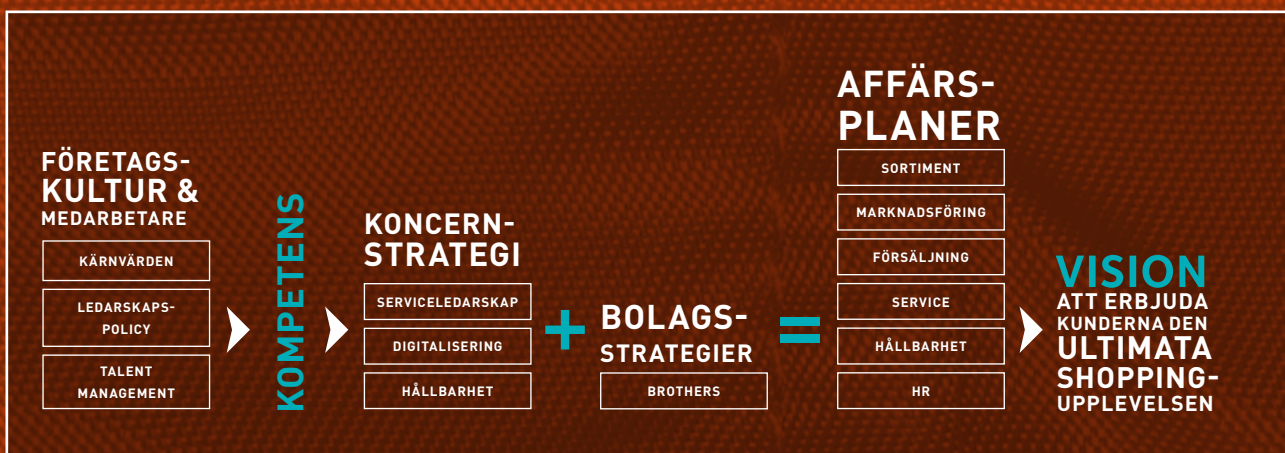 FÖRETAGS-
KULTUR &
MEDARBETARE
KÄRNVÄRDEN
LEDARSKAPS-
POLICY
TALENT
MANAGEMENT
KOMPETENS
KONCERN-
STRATEGI
SERVICELEDARSKAP
DIGITALISERING
HÅLLBARHET
+
BOLAGS-
STRATEGIER
BROTHERS
=
AFFÄRS-
PLANER
SORTIMENT
MARKNADSFÖRING
FÖRSÄLJNING
SERVICE
HÅLLBARHET
HR
VISION
ATT ERBJUDA
KUNDERNA DEN
ULTIMATA
SHOPPING-
UPPLEVELSEN